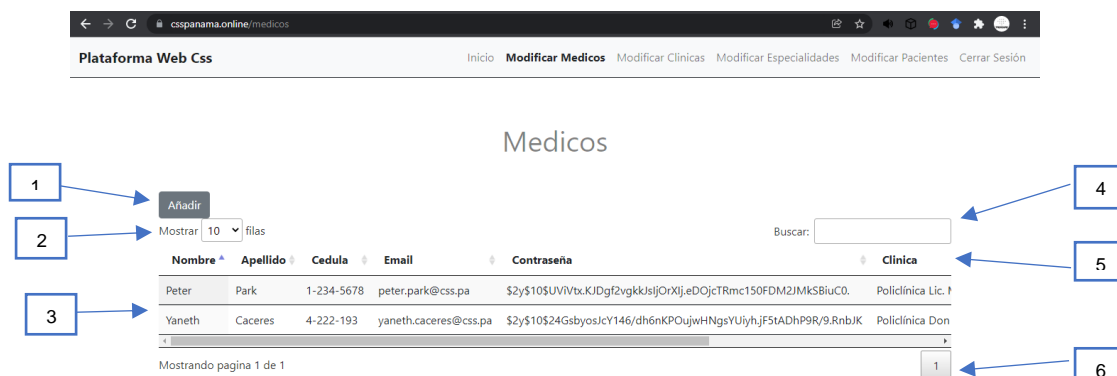 csspanama.online/medicos
Plataforma Web Css
Inicio Modificar Medicos Modificar Clinicas Modificar Especialidades Modificar Pacientes Cerrar Sesión
Medicos
1
Añadir
4
2
Mostrar 10 filas
Buscar:
Nombre Apellido Cedula Email Contraseña Clinica
5
Peter Park 1-234-5678 peter.park@css.pa $2y$10$UViVtx.KJDgf2vgkkJsIjOrXIj.eDOjcTRmc150FDM2JMkSBiuC0. Policlínica Lic.
3
Yaneth Caceres 4-222-193 yaneth.caceres@css.pa $2y$10$24GsbyosJcY146/dh6nKPOujwHNgsYUiyh.jF5tADhP9R/9.RnbJK Policlínica Don
Mostrando pagina 1 de 1
1
6